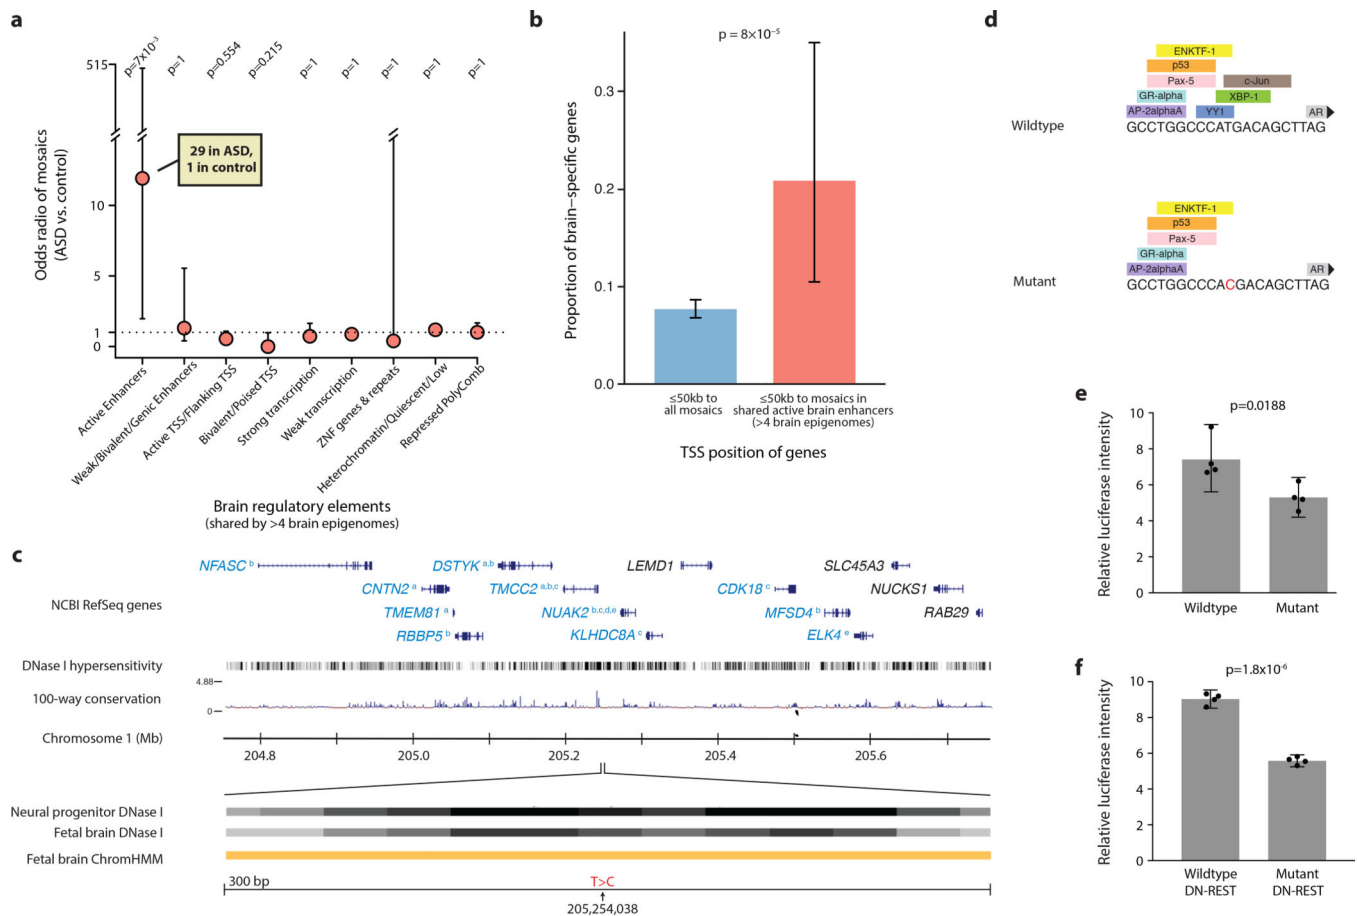 a
p=7x10⁻³
p=1
p=0.554
p=0.215
p=1
p=1
p=1
p=1
p=1
515
10
5
1
0
Odds radio of mosaics
(ASD vs. control)
29 in ASD,
1 in control
Active Enhancers
Weak/Bivalent/Genic Enhancers
Active TSS/Flanking TSS
Bivalent/Poised TSS
Strong transcription
Weak transcription
ZNF genes & repeats
Heterochromatin/Quiescent/Low
Repressed PolyComb
Brain regulatory elements
(shared by >4 brain epigenomes)
b
p = 8×10⁻⁵
Proportion of brain−specific genes
0.3
0.2
0.1
0.0
≤50kb to
all mosaics
≤50kb to mosaics in
shared active brain enhancers
(>4 brain epigenomes)
TSS position of genes
c
NCBI RefSeq genes
NFASC b
DSTYK a,b
LEMD1
SLC45A3
CNTN2 a
TMCC2 a,b,c
CDK18 c
NUCKS1
TMEM81 a
NUAK2 b,c,d,e
MFSD4 b
RAB29
RBBP5 b
KLHDC8A c
ELK4 e
DNase I hypersensitivity
4.88
100-way conservation
0
Chromosome 1 (Mb)
204.8
205.0
205.2
205.4
205.6
Neural progenitor DNase I
Fetal brain DNase I
Fetal brain ChromHMM
300 bp
T>C
205,254,038
d
Wildtype
ENKTF-1
p53
Pax-5
c-Jun
GR-alpha
XBP-1
AP-2alphaA
YY1
AR
GCCTGGCCCATGACAGCTTAG
Mutant
ENKTF-1
p53
Pax-5
GR-alpha
AP-2alphaA
AR
GCCTGGCCCACGACAGCTTAG
e
p=0.0188
Relative luciferase intensity
10
8
6
4
2
0
Wildtype
Mutant
f
p=1.8x10⁻⁶
Relative luciferase intensity
10
8
6
4
2
0
Wildtype
DN-REST
Mutant
DN-REST